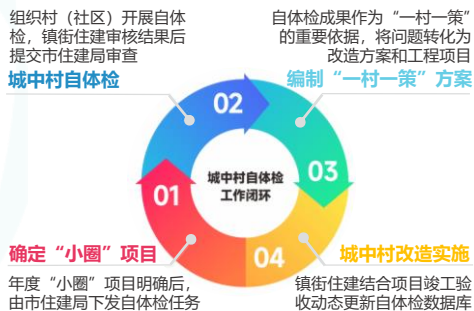 组织村（社区）开展自体
检，镇街住建审核结果后
提交市住建局审查
城中村自体检
自体检成果作为“一村一策”
的重要依据，将问题转化为
改造方案和工程项目
编制“一村一策”方案
02
03
城中村自体检
工作闭环
01
04
确定“小圈”项目
年度“小圈”项目明确后，
由市住建局下发自体检任务
城中村改造实施
镇街住建结合项目竣工验
收动态更新自体检数据库